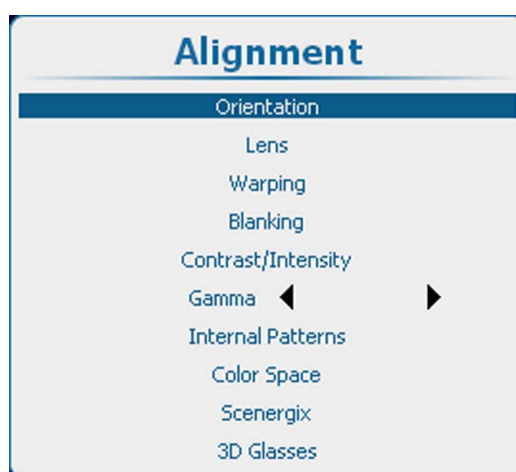 Alignment
Orientation
Lens
Warping
Blanking
Contrast/Intensity
Gamma
Internal Patterns
Color Space
Scenergix
3D Glasses